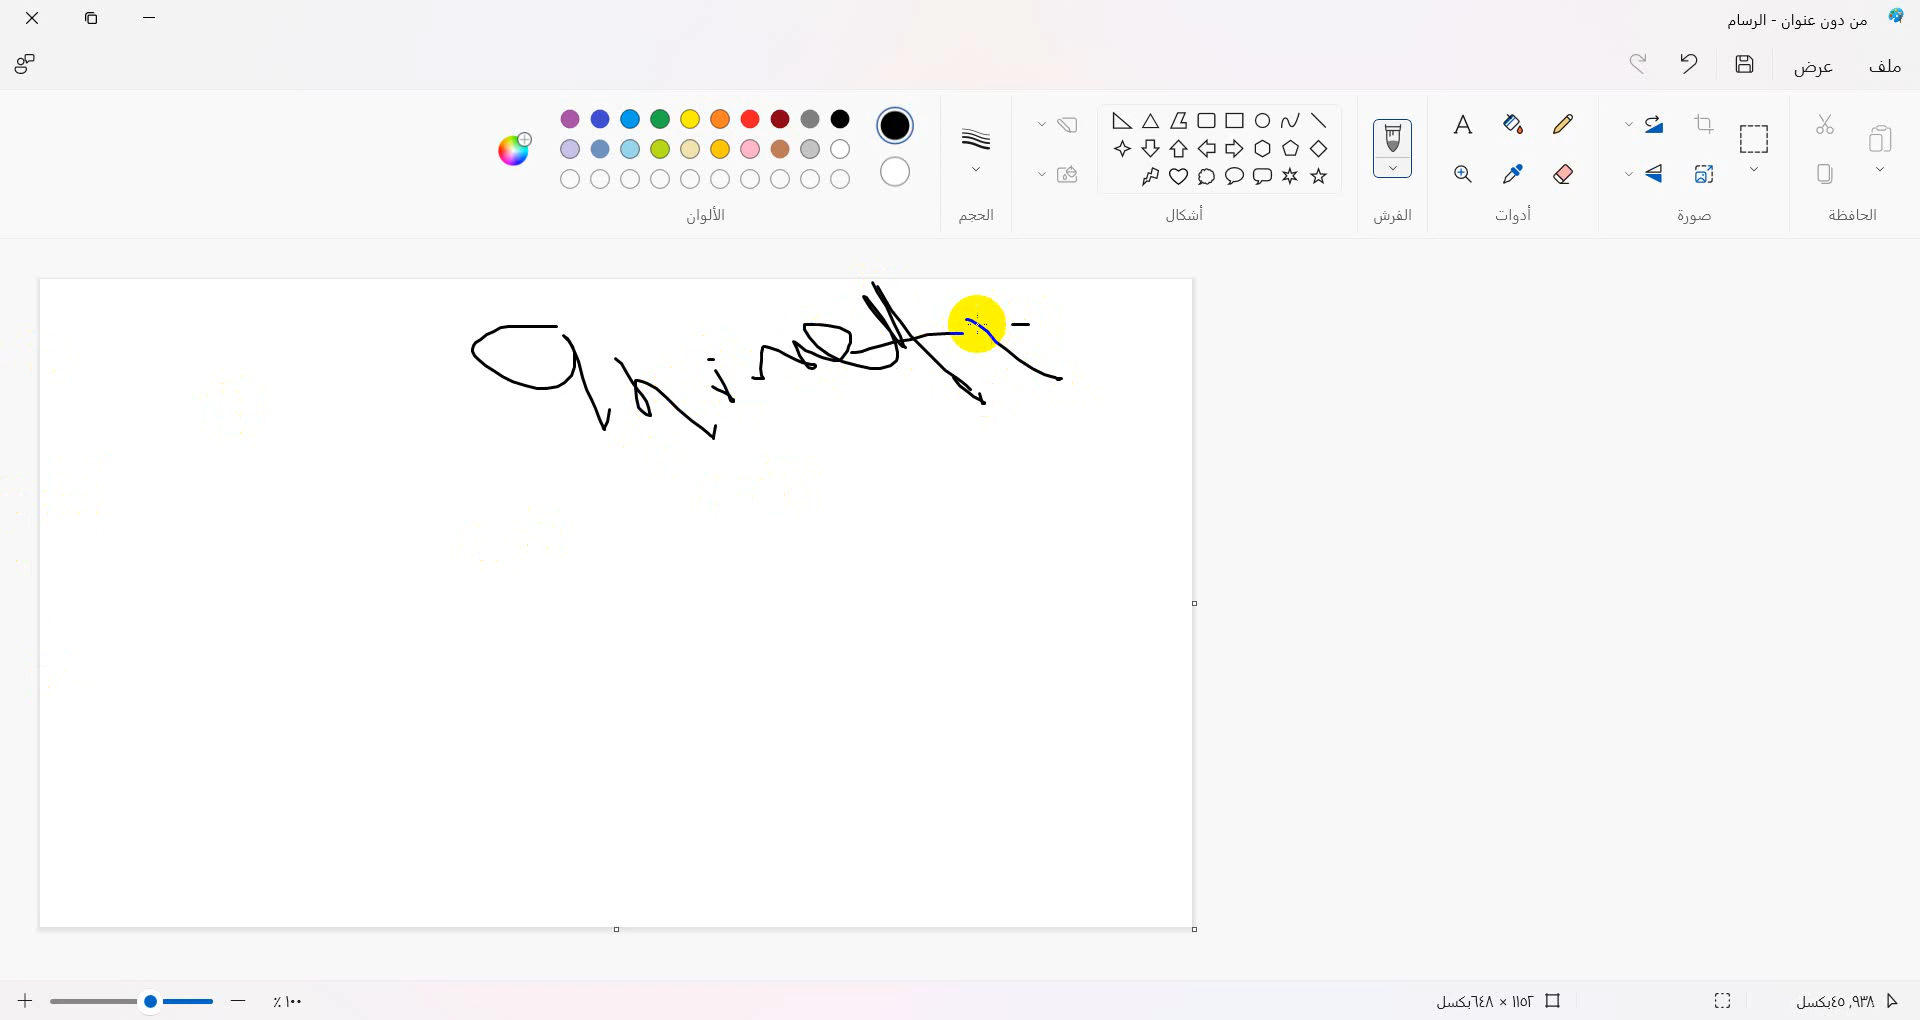 من دون عنوان - الرسام
ملف عرض
الحافظة
صورة
أدوات
الفرش
أشكال
الحجم
الألوان
٩٣٨, ٤٥بكسل
١١٥٢ × ٦٤٨بكسل
١٠٠ ٪